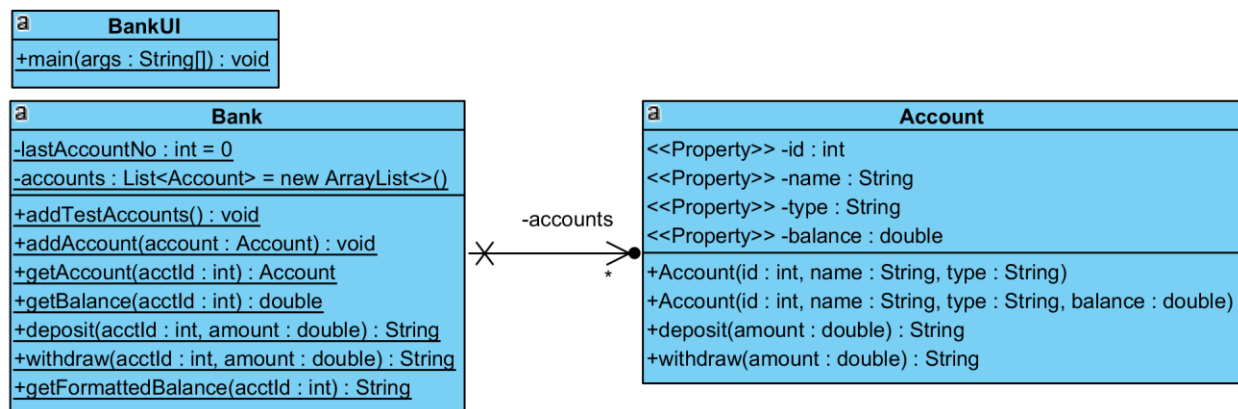 a
BankUI
+main(args : String[]) : void
a
Bank
-lastAccountNo : int = 0
-accounts : List<Account> = new ArrayList<>()
+addTestAccounts() : void
+addAccount(account : Account) : void
+getAccount(acctId : int) : Account
+getBalance(acctId : int) : double
+deposit(acctId : int, amount : double) : String
+withdraw(acctId : int, amount : double) : String
+getFormattedBalance(acctId : int) : String
-accounts
*
a
Account
<<Property>> -id : int
<<Property>> -name : String
<<Property>> -type : String
<<Property>> -balance : double
+Account(id : int, name : String, type : String)
+Account(id : int, name : String, type : String, balance : double)
+deposit(amount : double) : String
+withdraw(amount : double) : String